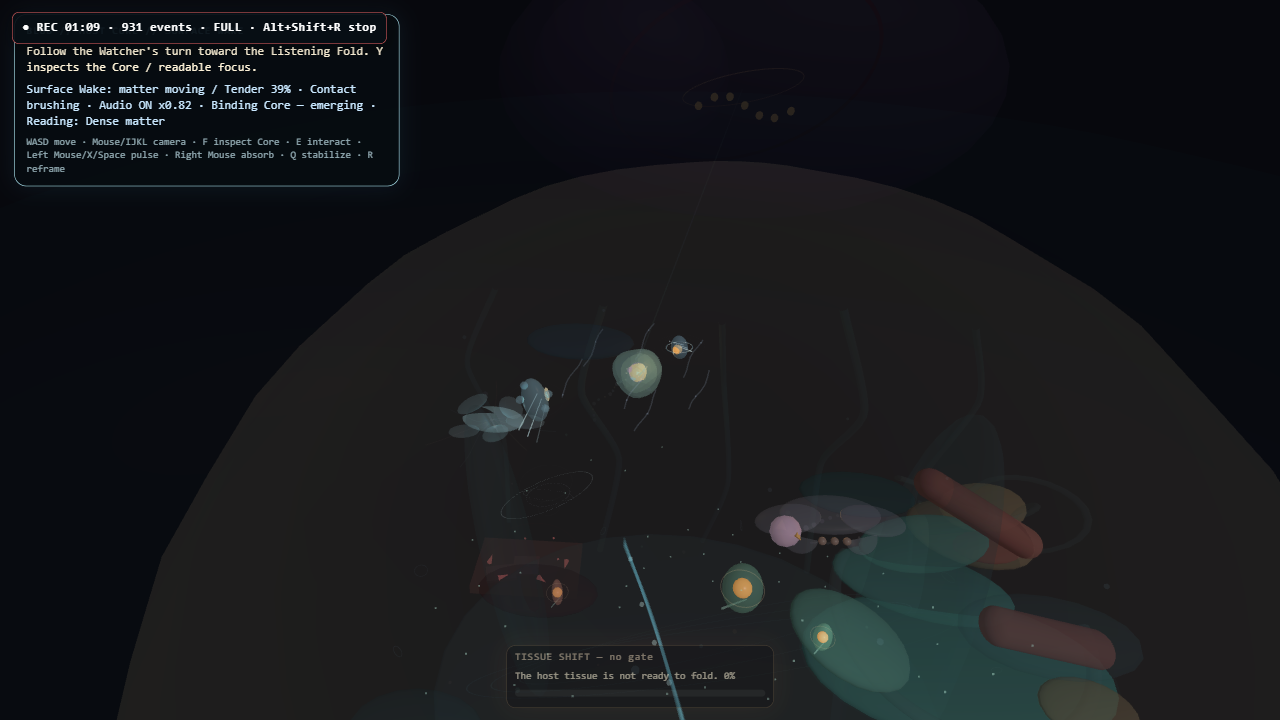 ● REC 01:09 · 931 events · FULL · Alt+Shift+R stop
Follow the Watcher's turn toward the Listening Fold. Y
inspects the Core / readable focus.
Surface Wake: matter moving / Tender 39% · Contact
brushing · Audio ON x0.82 · Binding Core — emerging ·
Reading: Dense matter
WASD move · Mouse/IJKL camera · F inspect Core · E interact ·
Left Mouse/X/Space pulse · Right Mouse absorb · Q stabilize · R
reframe
TISSUE SHIFT — no gate
The host tissue is not ready to fold. 0%